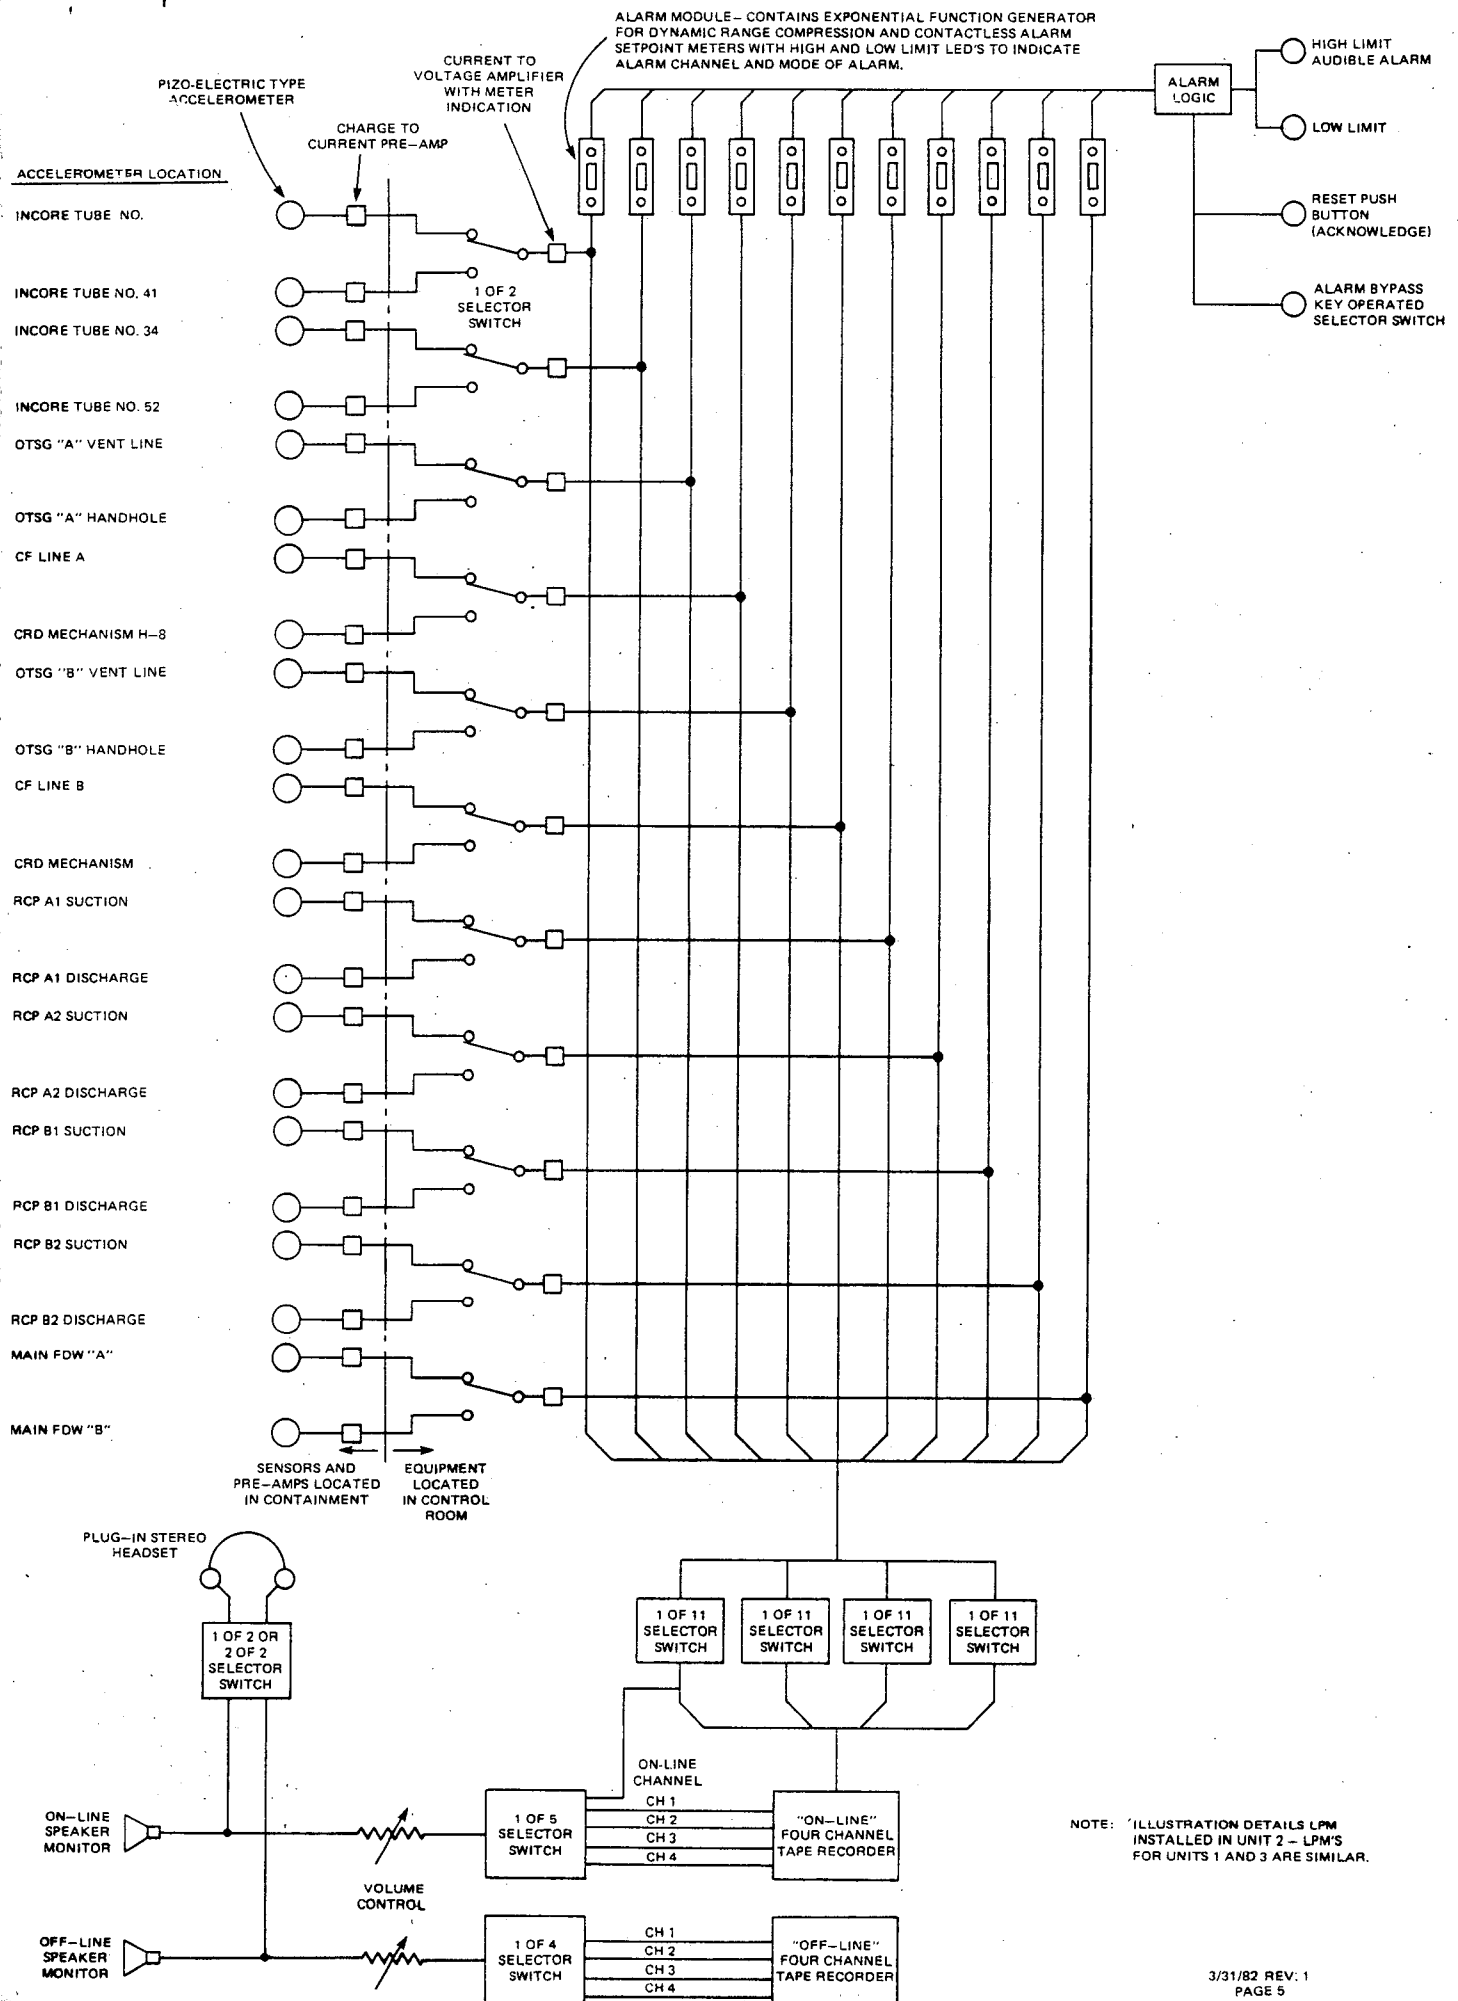 ALARM MODULE– CONTAINS EXPONENTIAL FUNCTION GENERATOR
FOR DYNAMIC RANGE COMPRESSION AND CONTACTLESS ALARM
SETPOINT METERS WITH HIGH AND LOW LIMIT LED'S TO INDICATE
ALARM CHANNEL AND MODE OF ALARM.
CURRENT TO
VOLTAGE AMPLIFIER
WITH METER
INDICATION
PIZO-ELECTRIC TYPE
ACCELEROMETER
CHARGE TO
CURRENT PRE–AMP
ALARM
LOGIC
HIGH LIMIT
AUDIBLE ALARM
LOW LIMIT
RESET PUSH
BUTTON
(ACKNOWLEDGE)
ALARM BYPASS
KEY OPERATED
SELECTOR SWITCH
ACCELEROMETER LOCATION
INCORE TUBE NO.
INCORE TUBE NO. 41
1 OF 2
SELECTOR
SWITCH
INCORE TUBE NO. 34
INCORE TUBE NO. 52
OTSG "A" VENT LINE
OTSG "A" HANDHOLE
CF LINE A
CRD MECHANISM H–8
OTSG "B" VENT LINE
OTSG "B" HANDHOLE
CF LINE B
CRD MECHANISM
RCP A1 SUCTION
RCP A1 DISCHARGE
RCP A2 SUCTION
RCP A2 DISCHARGE
RCP B1 SUCTION
RCP B1 DISCHARGE
RCP B2 SUCTION
RCP B2 DISCHARGE
MAIN FDW "A"
MAIN FDW "B"
SENSORS AND
PRE–AMPS LOCATED
IN CONTAINMENT
EQUIPMENT
LOCATED
IN CONTROL
ROOM
PLUG–IN STEREO
HEADSET
1 OF 2 OR
2 OF 2
SELECTOR
SWITCH
1 OF 11
SELECTOR
SWITCH
1 OF 11
SELECTOR
SWITCH
1 OF 11
SELECTOR
SWITCH
1 OF 11
SELECTOR
SWITCH
ON-LINE
CHANNEL
ON–LINE
SPEAKER
MONITOR
VOLUME
CONTROL
1 OF 5
SELECTOR
SWITCH
CH 1
CH 2
CH 3
CH 4
"ON–LINE"
FOUR CHANNEL
TAPE RECORDER
NOTE: ILLUSTRATION DETAILS LPM
INSTALLED IN UNIT 2 – LPM'S
FOR UNITS 1 AND 3 ARE SIMILAR.
OFF–LINE
SPEAKER
MONITOR
1 OF 4
SELECTOR
SWITCH
CH 1
CH 2
CH 3
CH 4
"OFF–LINE"
FOUR CHANNEL
TAPE RECORDER
3/31/82 REV: 1
PAGE 5